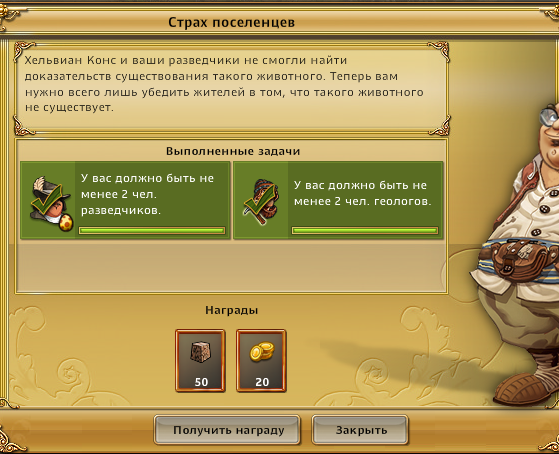 Страх поселенцев
Хельвиан Конс и ваши разведчики не смогли найти
доказательств существования такого животного. Теперь вам
нужно всего лишь убедить жителей в том, что такого животного
не существует.
Выполненные задачи
У вас должно быть не
менее 2 чел.
разведчиков.
У вас должно быть не
менее 2 чел. геологов.
Награды
50
20
Получить награду
Закрыть